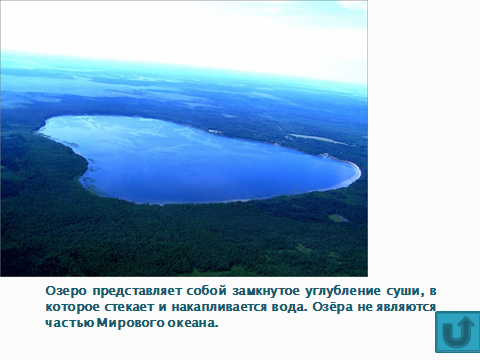 Озеро представляет собой замкнутое углубление суши, в
которое стекает и накапливается вода. Озёра не являются
частью Мирового океана.